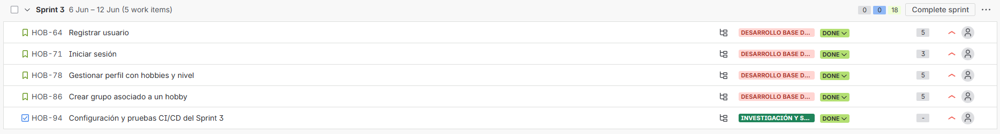 Sprint 3 6 Jun – 12 Jun (5 work items) 0 0 18 Complete sprint
HOB-64 Registrar usuario DESARROLLO BASE D... DONE 5
HOB-71 Iniciar sesión DESARROLLO BASE D... DONE 3
HOB-78 Gestionar perfil con hobbies y nivel DESARROLLO BASE D... DONE 5
HOB-86 Crear grupo asociado a un hobby DESARROLLO BASE D... DONE 5
HOB-94 Configuración y pruebas CI/CD del Sprint 3 INVESTIGACIÓN Y S... DONE -